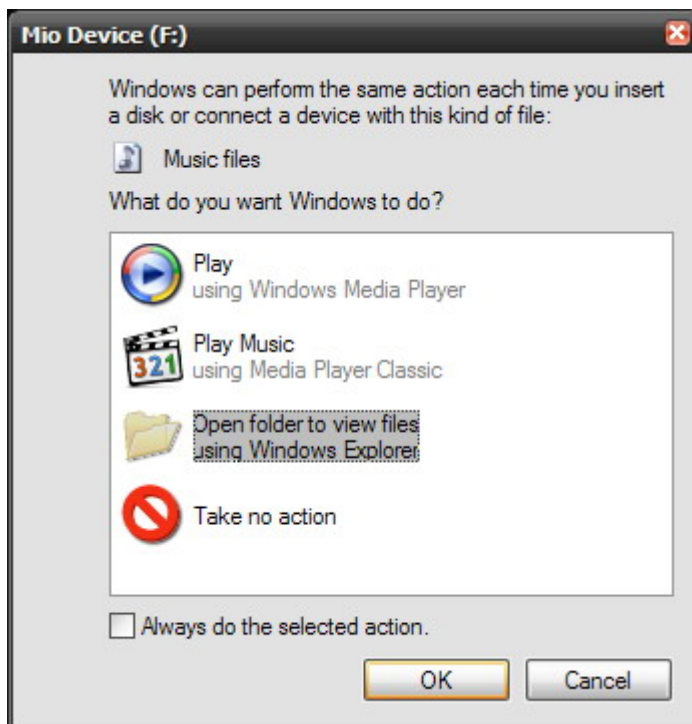 Mio Device (F:)
Windows can perform the same action each time you insert
a disk or connect a device with this kind of file:
Music files
What do you want Windows to do?
Play
using Windows Media Player
321
Play Music
using Media Player Classic
Open folder to view files
using Windows Explorer
Take no action
Always do the selected action.
OK
Cancel